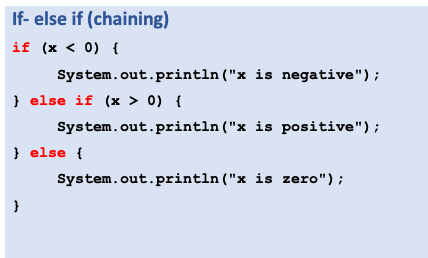 If- else if (chaining)
if (x < 0) {
System.out.println("x is negative");
} else if (x > 0) {
System.out.println("x is positive");
} else {
System.out.println("x is zero");
}